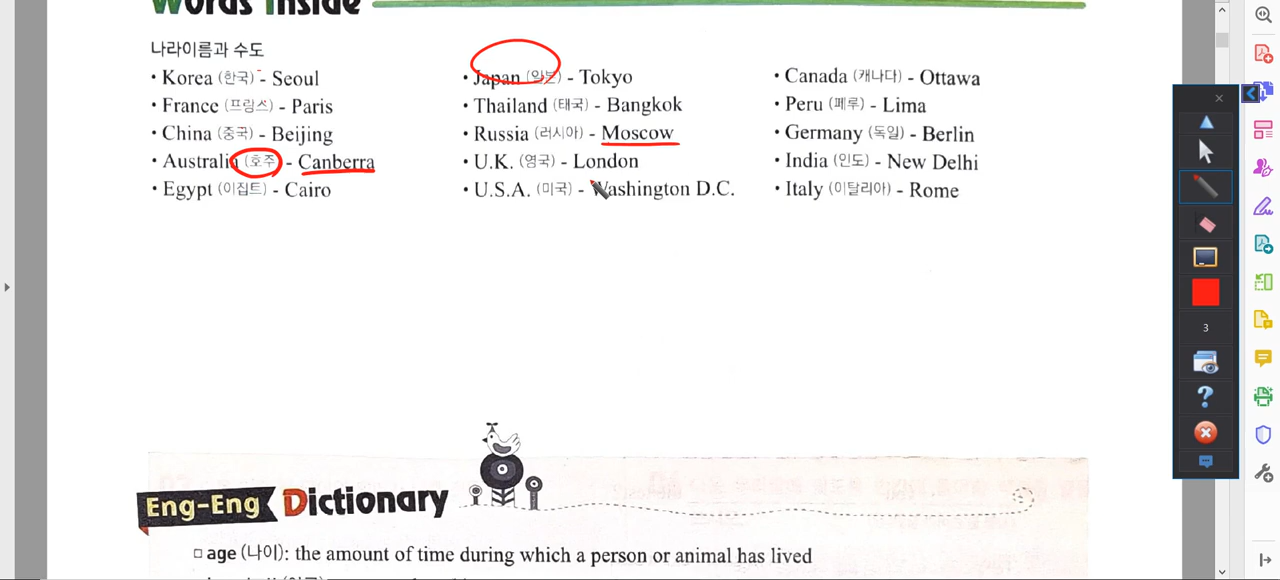 Words Inside
나라이름과 수도
• Korea (한국) - Seoul
• France (프랑스) - Paris
• China (중국) - Beijing
• Australia (호주) - Canberra
• Egypt (이집트) - Cairo
• Japan (일본) - Tokyo
• Thailand (태국) - Bangkok
• Russia (러시아) - Moscow
• U.K. (영국) - London
• U.S.A. (미국) - Washington D.C.
• Canada (캐나다) - Ottawa
• Peru (페루) - Lima
• Germany (독일) - Berlin
• India (인도) - New Delhi
• Italy (이탈리아) - Rome
3
Eng-Eng Dictionary
□ age (나이): the amount of time during which a person or animal has lived